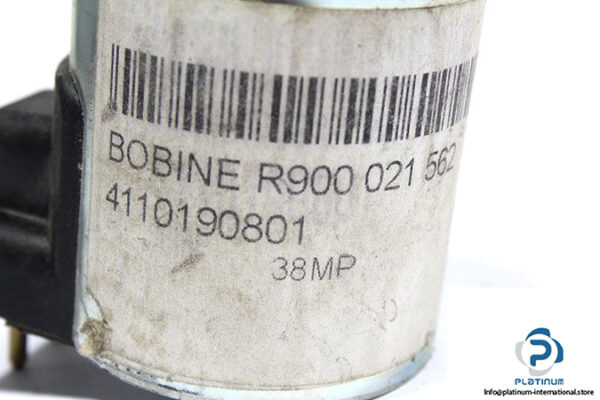 BOBINE R900 021 562
4110190801
38MP
PLATINUM
Info@platinum-international.store